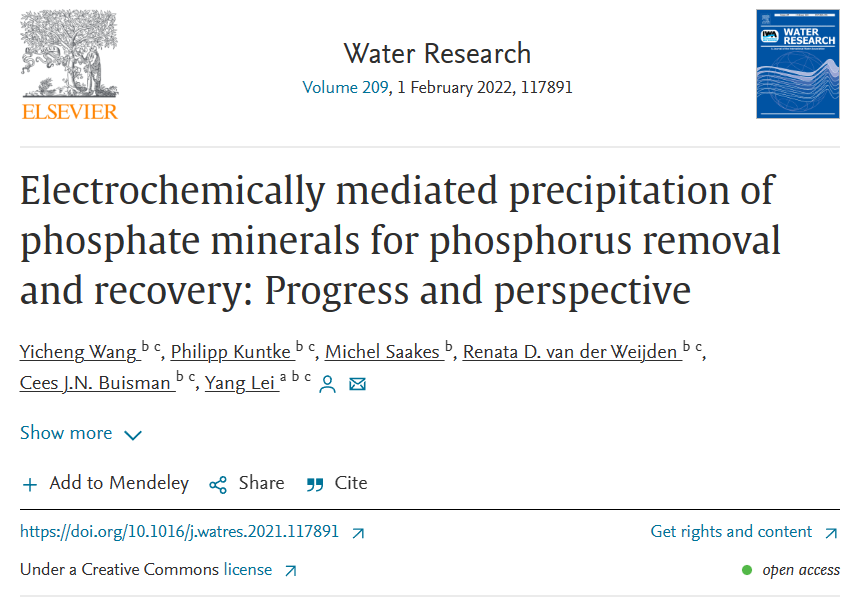 ELSEVIER
Water Research
Volume 209, 1 February 2022, 117891
WATER
RESEARCH
Electrochemically mediated precipitation of
phosphate minerals for phosphorus removal
and recovery: Progress and perspective
Yicheng Wang b c, Philipp Kuntke b c, Michel Saakes b, Renata D. van der Weijden b c,
Cees J.N. Buisman b c, Yang Lei a b c
Show more
Add to Mendeley Share Cite
https://doi.org/10.1016/j.watres.2021.117891
Get rights and content
Under a Creative Commons license
open access